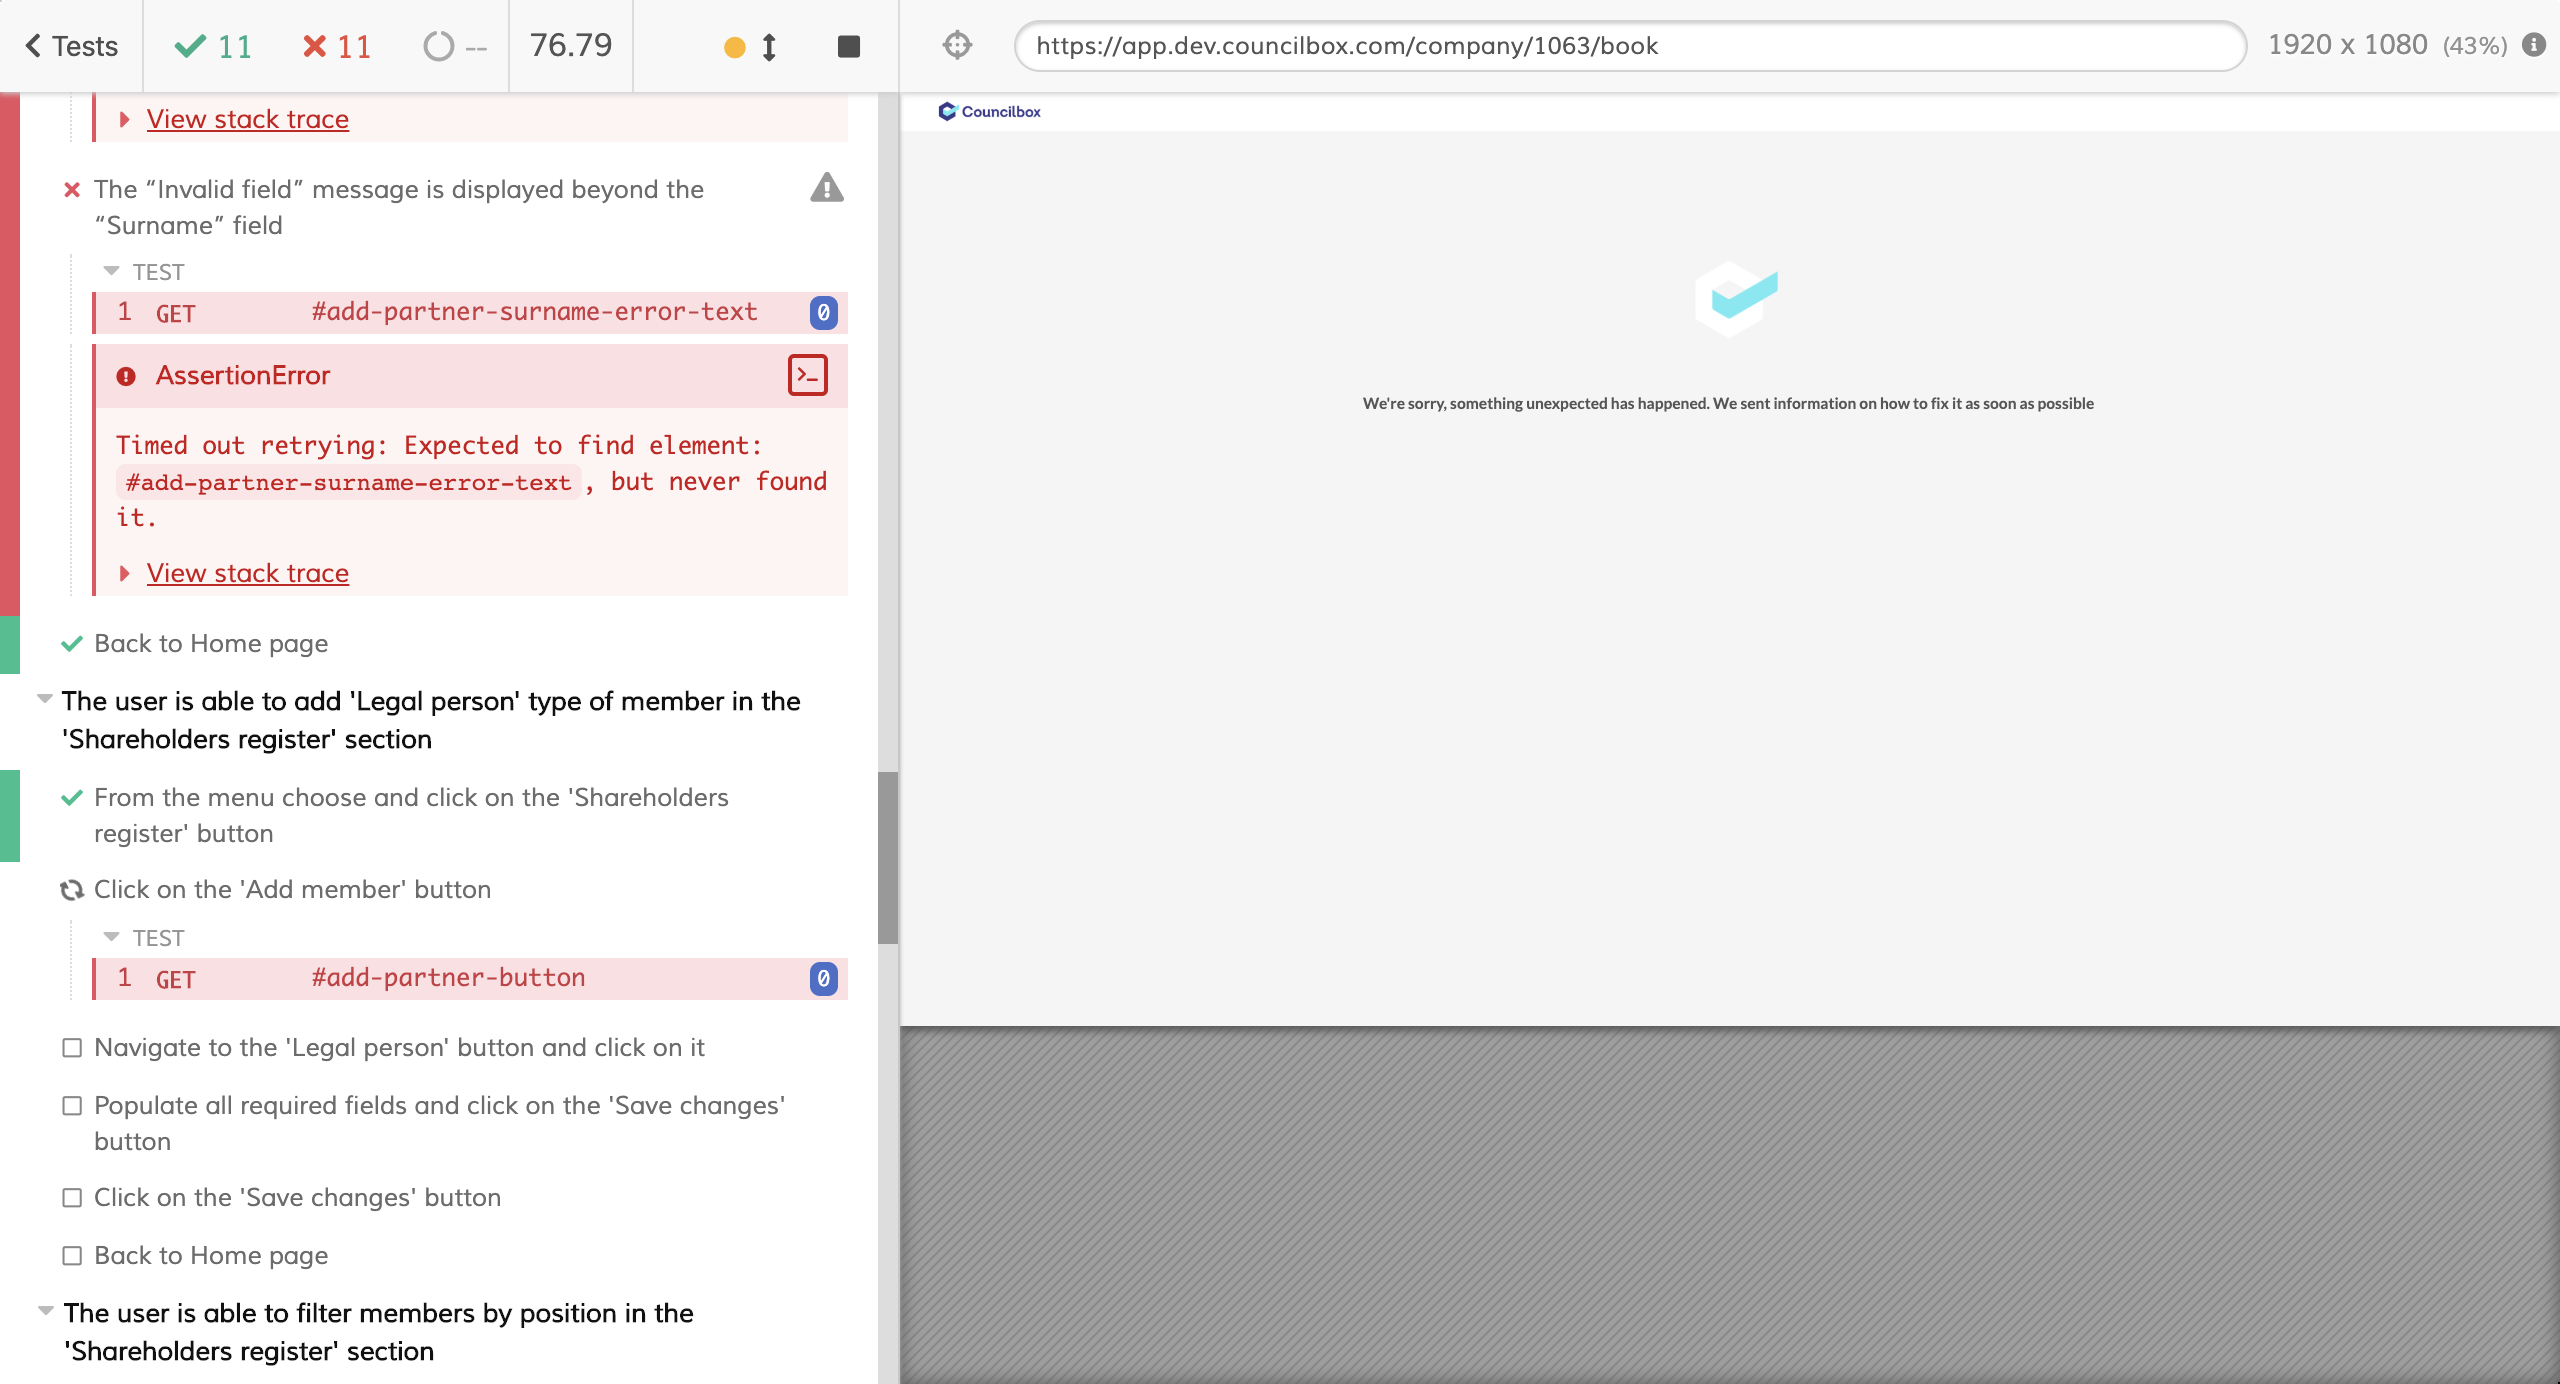 Tests
11
11
--
76.79
https://app.dev.councilbox.com/company/1063/book
1920 x 1080 (43%)
View stack trace
The “Invalid field” message is displayed beyond the
“Surname” field
TEST
1 GET #add-partner-surname-error-text 0
AssertionError
Timed out retrying: Expected to find element:
#add-partner-surname-error-text, but never found
it.
View stack trace
Back to Home page
The user is able to add 'Legal person' type of member in the
'Shareholders register' section
From the menu choose and click on the 'Shareholders
register' button
Click on the 'Add member' button
TEST
1 GET #add-partner-button 0
Navigate to the 'Legal person' button and click on it
Populate all required fields and click on the 'Save changes'
button
Click on the 'Save changes' button
Back to Home page
The user is able to filter members by position in the
'Shareholders register' section
Councilbox
We're sorry, something unexpected has happened. We sent information on how to fix it as soon as possible